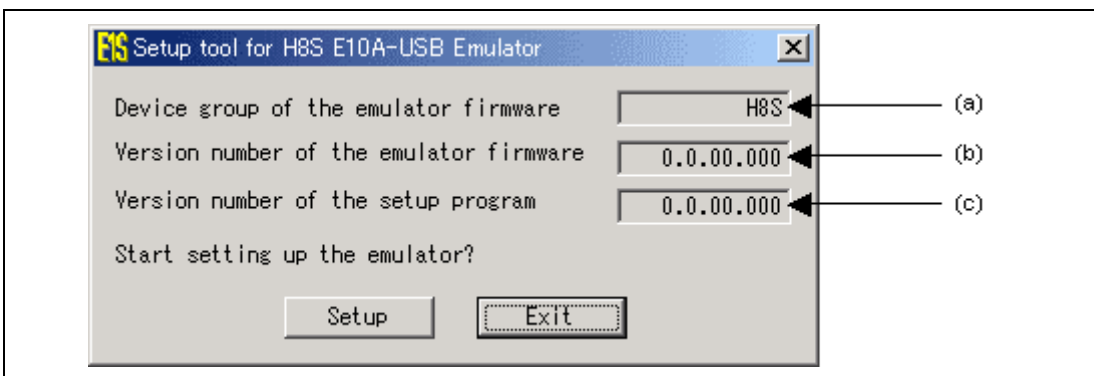 E1S Setup tool for H8S E10A-USB Emulator
Device group of the emulator firmware H8S (a)
Version number of the emulator firmware 0.0.00.000 (b)
Version number of the setup program 0.0.00.000 (c)
Start setting up the emulator?
Setup Exit